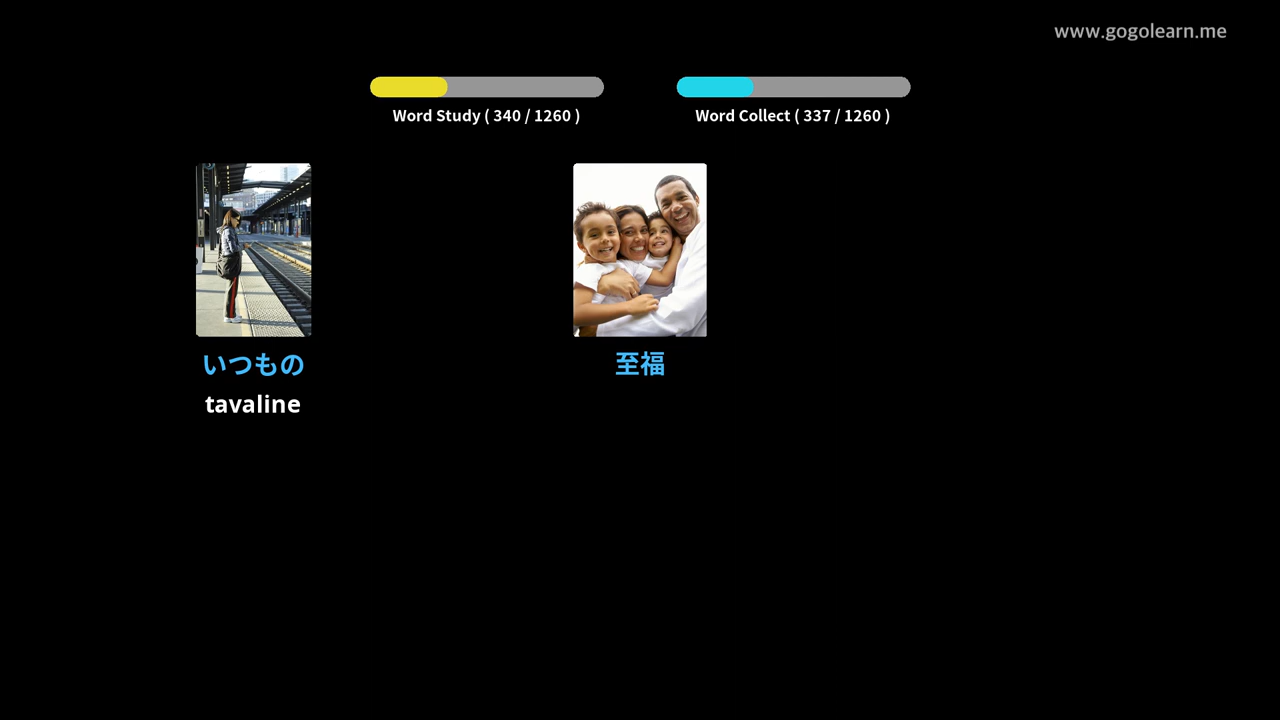 www.gogolearn.me
Word Study ( 340 / 1260 )
Word Collect ( 337 / 1260 )
いつもの
至福
tavaline